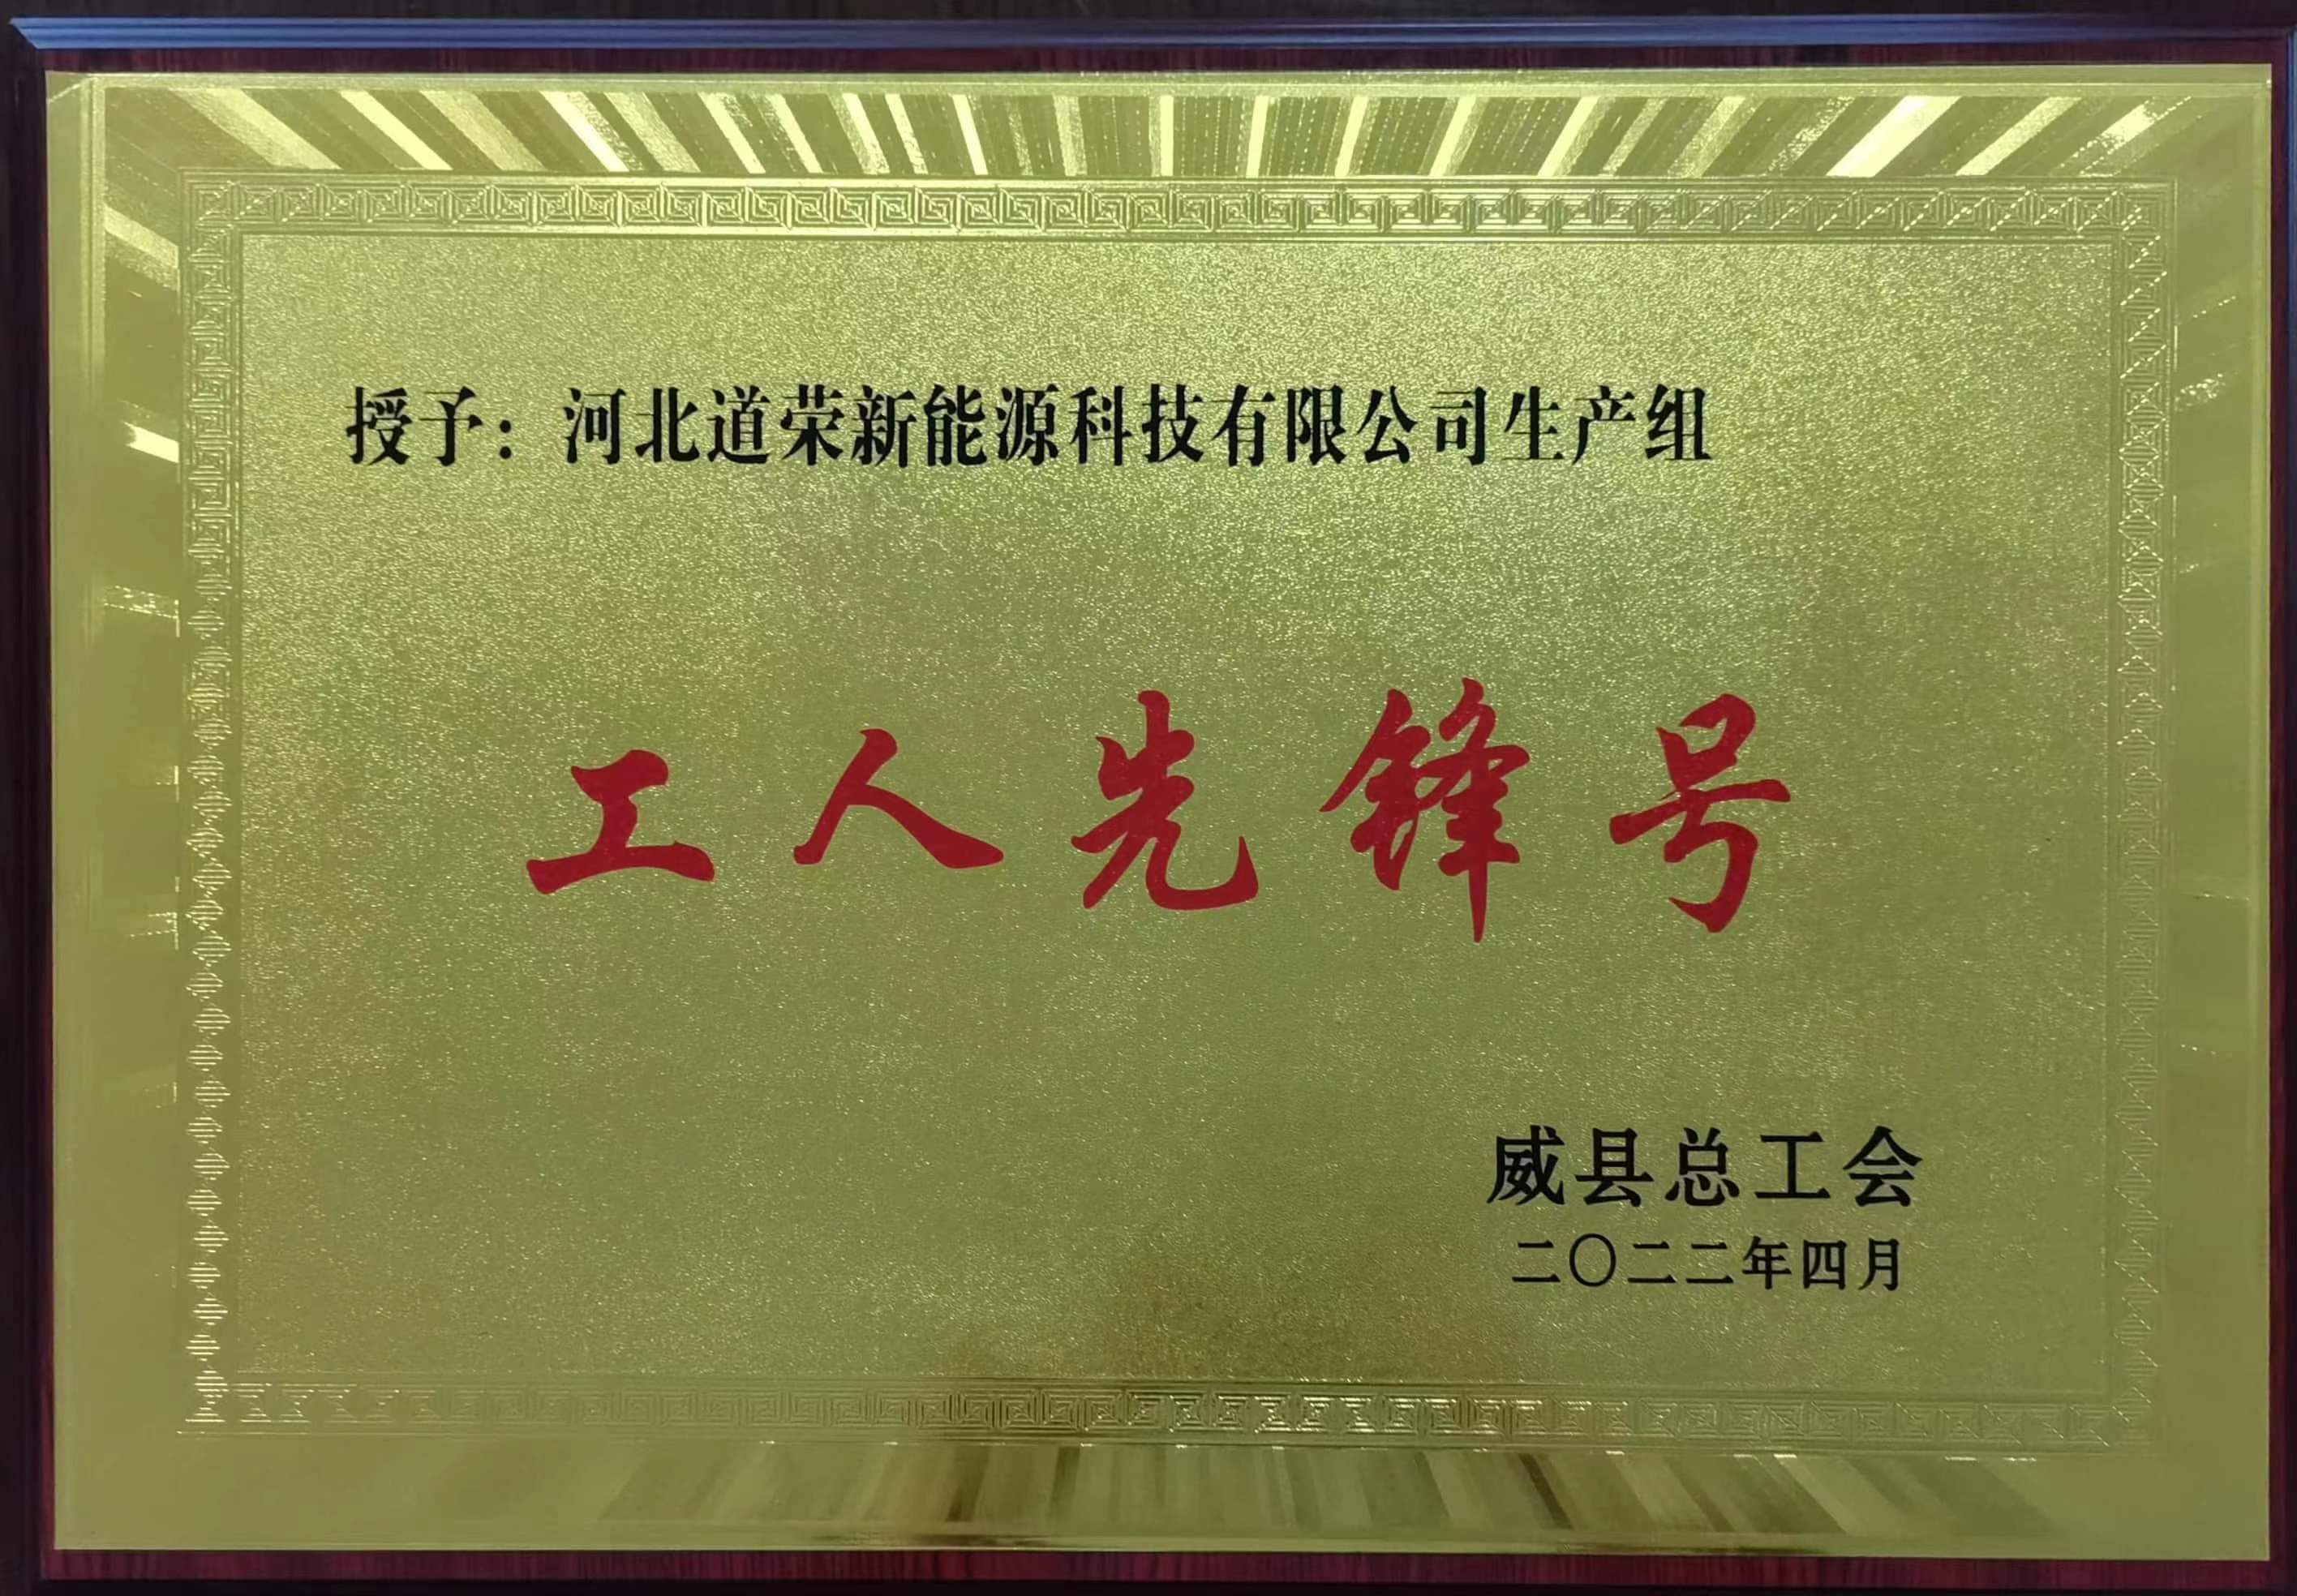 授予：河北道荣新能源科技有限公司生产组
工人先锋号
威县总工会
二〇二二年四月